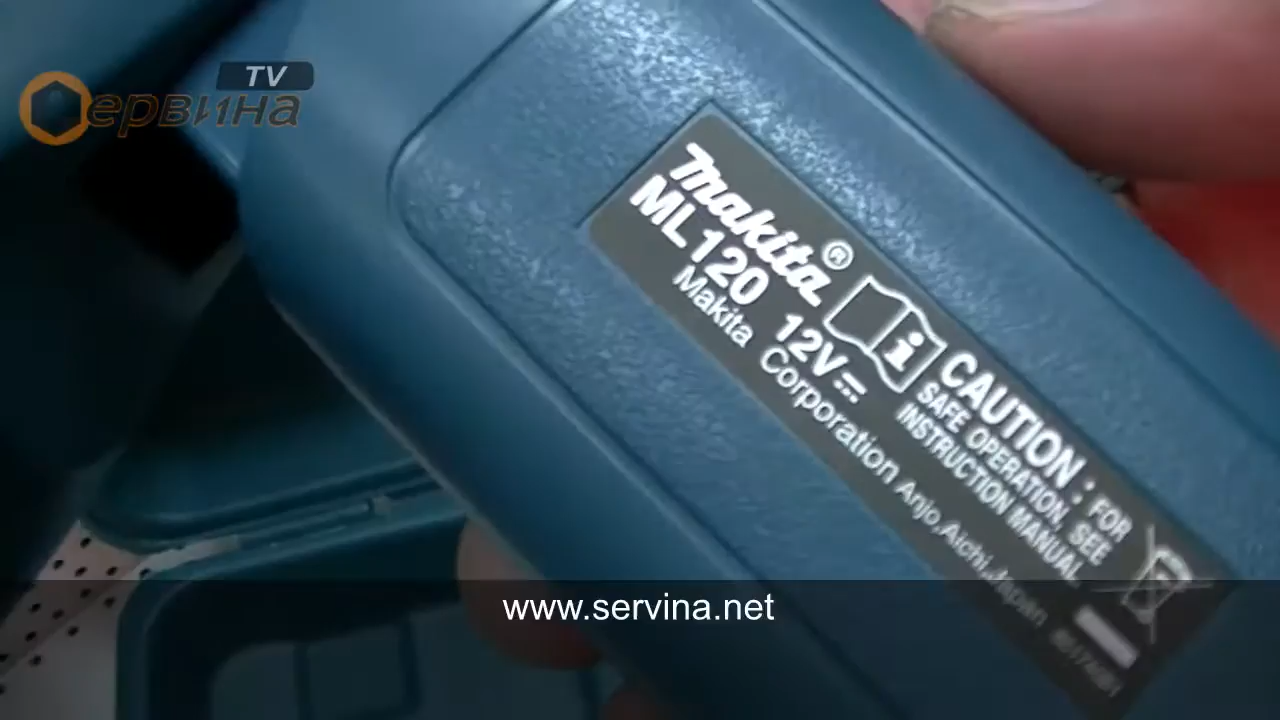 TV
Сервина
Makita®
ML120 12V
Makita Corporation Anjo, Aichi, Japan
i
CAUTION : FOR
SAFE OPERATION, SEE
INSTRUCTION MANUAL
www.servina.net